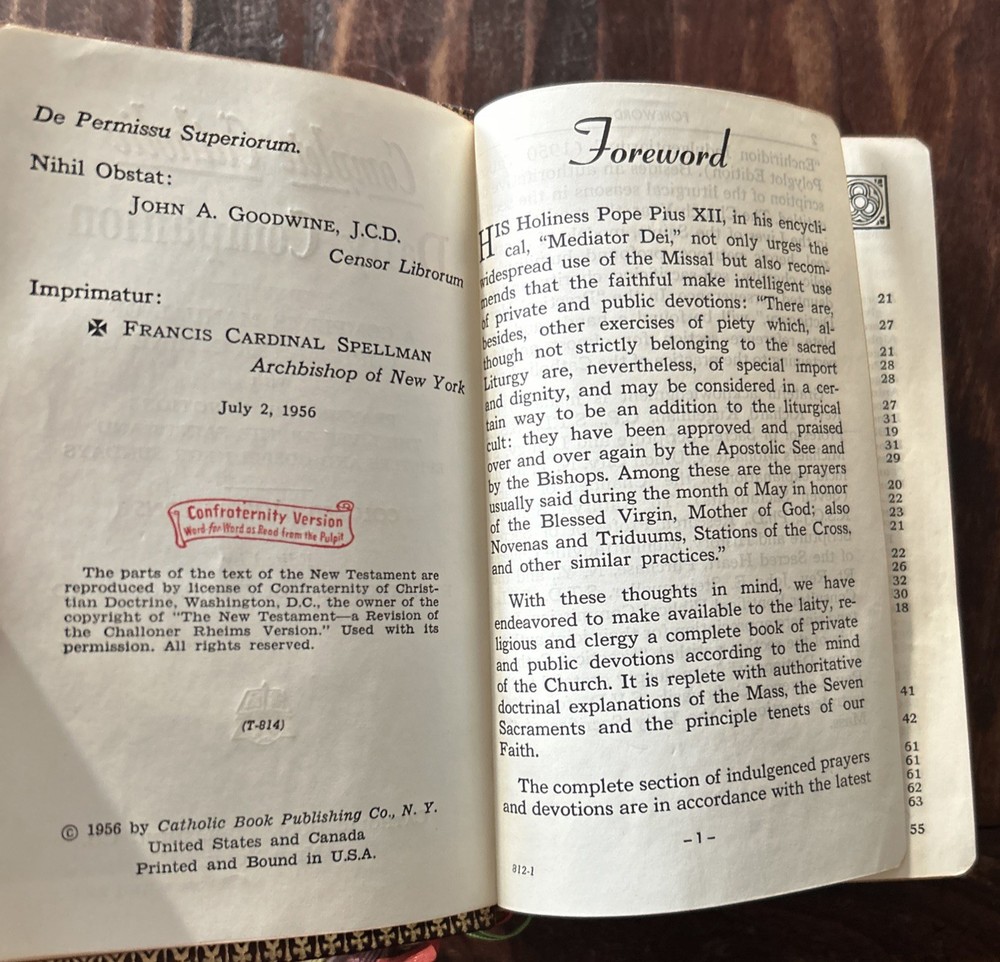 De Permissu Superiorum.
Nihil Obstat:
JOHN A. GOODWINE, J.C.D.
Censor Librorum
Imprimatur:
✠ FRANCIS CARDINAL SPELLMAN
Archbishop of New York
July 2, 1956
Confraternity Version
Word-for-Word as Read from the Pulpit
The parts of the text of the New Testament are
reproduced by license of Confraternity of Chris-
tian Doctrine, Washington, D.C., the owner of the
copyright of "The New Testament—a Revision of
the Challoner Rheims Version." Used with its
permission. All rights reserved.
(T-814)
© 1956 by Catholic Book Publishing Co., N. Y.
United States and Canada
Printed and Bound in U.S.A.
Foreword
HIS Holiness Pope Pius XII, in his encycli-
cal, "Mediator Dei," not only urges the
widespread use of the Missal but also recom-
mends that the faithful make intelligent use
of private and public devotions: "There are,
besides, other exercises of piety which, al-
though not strictly belonging to the sacred
Liturgy are, nevertheless, of special import
and dignity, and may be considered in a cer-
tain way to be an addition to the liturgical
cult: they have been approved and praised
over and over again by the Apostolic See and
by the Bishops. Among these are the prayers
usually said during the month of May in honor
of the Blessed Virgin, Mother of God; also
Novenas and Triduums, Stations of the Cross,
and other similar practices."
With these thoughts in mind, we have
endeavored to make available to the laity, re-
ligious and clergy a complete book of private
and public devotions according to the mind
of the Church. It is replete with authoritative
doctrinal explanations of the Mass, the Seven
Sacraments and the principle tenets of our
Faith.
The complete section of indulgenced prayers
and devotions are in accordance with the latest
–1–
812-1
21
27
21
28
28
27
31
19
31
29
20
22
23
21
22
26
32
30
18
41
42
61
61
61
62
63
55